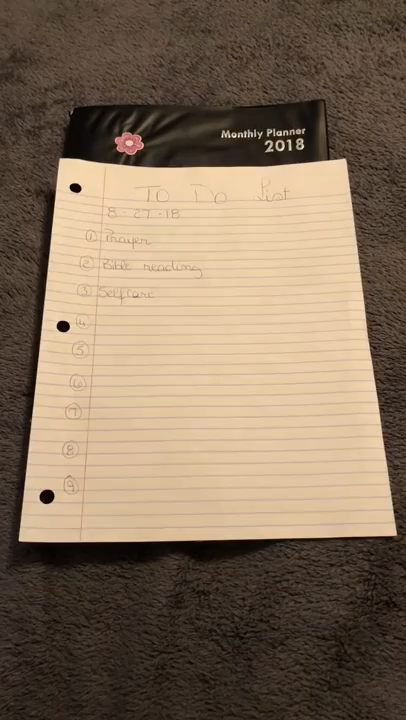 Monthly Planner
2018
To Do List
8-27-18
① Prayer
② Bible reading
③ Selfcare
④
⑤
⑥
⑦
⑧
⑨